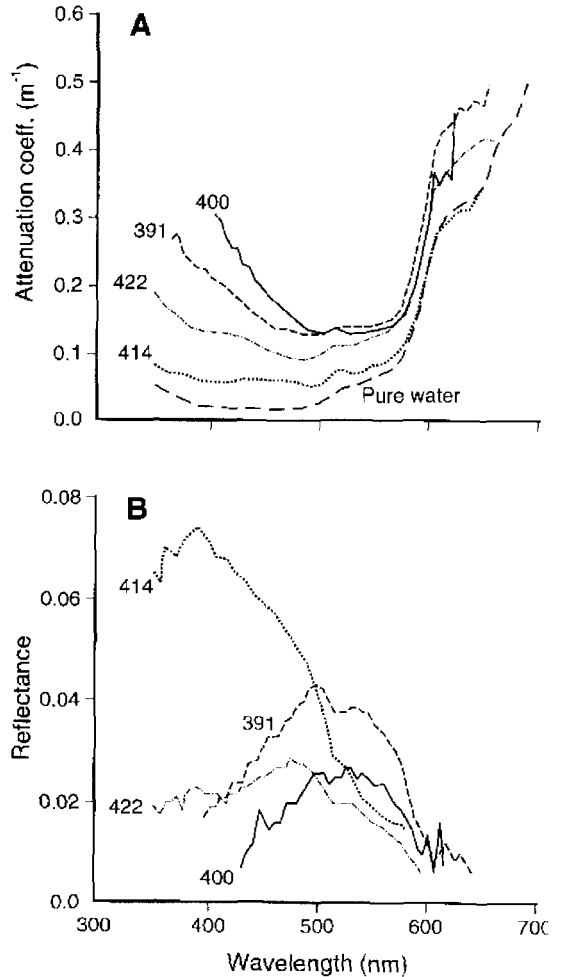 A
0.6
0.5
0.4
0.3
0.2
0.1
0.0
Attenuation coeff. (m⁻¹)
400
391
422
414
Pure water
B
0.08
0.06
0.04
0.02
0.0
Reflectance
414
391
422
400
300 400 500 600 700
Wavelength (nm)